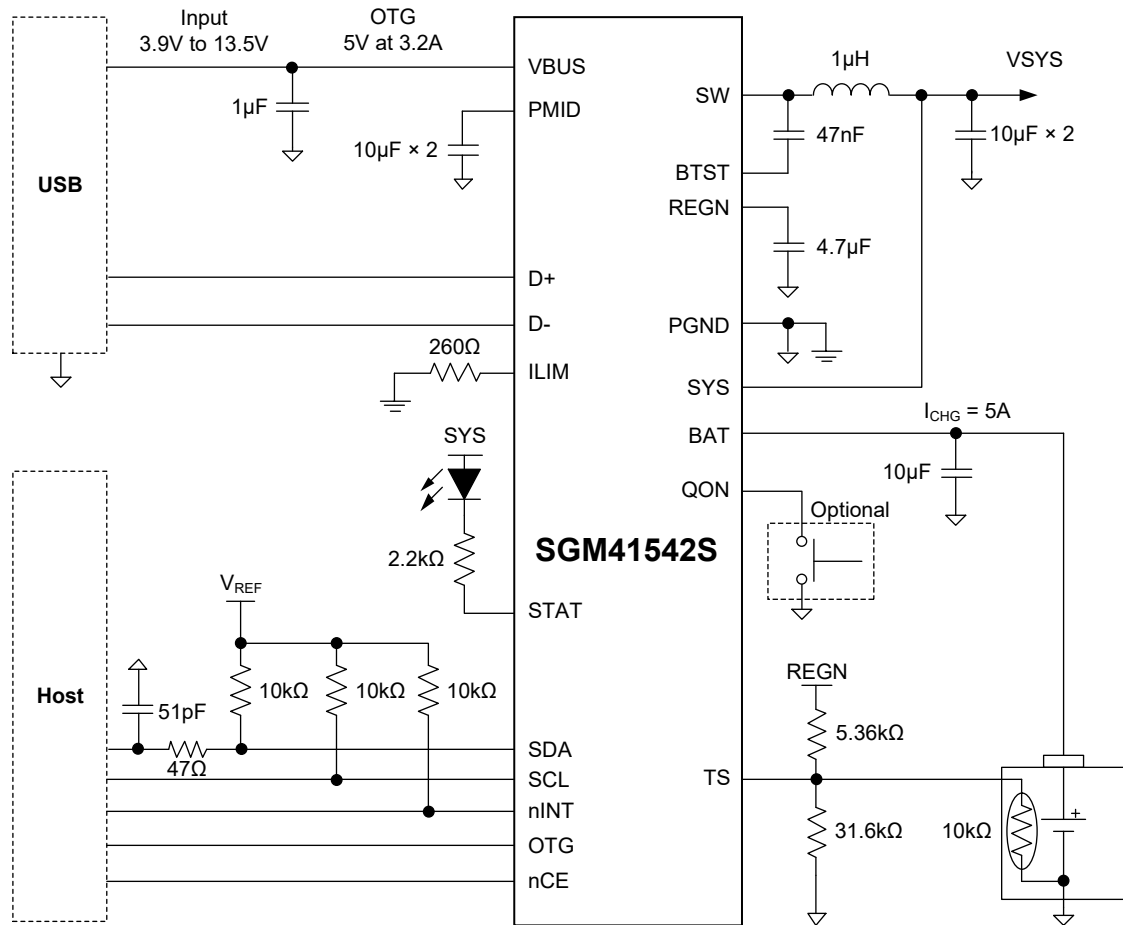 Input
3.9V to 13.5V
OTG
5V at 3.2A
USB
1µF
10µF × 2
VBUS
PMID
D+
D-
260Ω
ILIM
SYS
2.2kΩ
STAT
VREF
10kΩ
10kΩ
10kΩ
Host
51pF
47Ω
SDA
SCL
nINT
OTG
nCE
SGM41542S
SW
1µH
VSYS
47nF
10µF × 2
BTST
REGN
4.7µF
PGND
SYS
ICHG = 5A
BAT
10µF
QON
Optional
REGN
5.36kΩ
TS
31.6kΩ
10kΩ
+